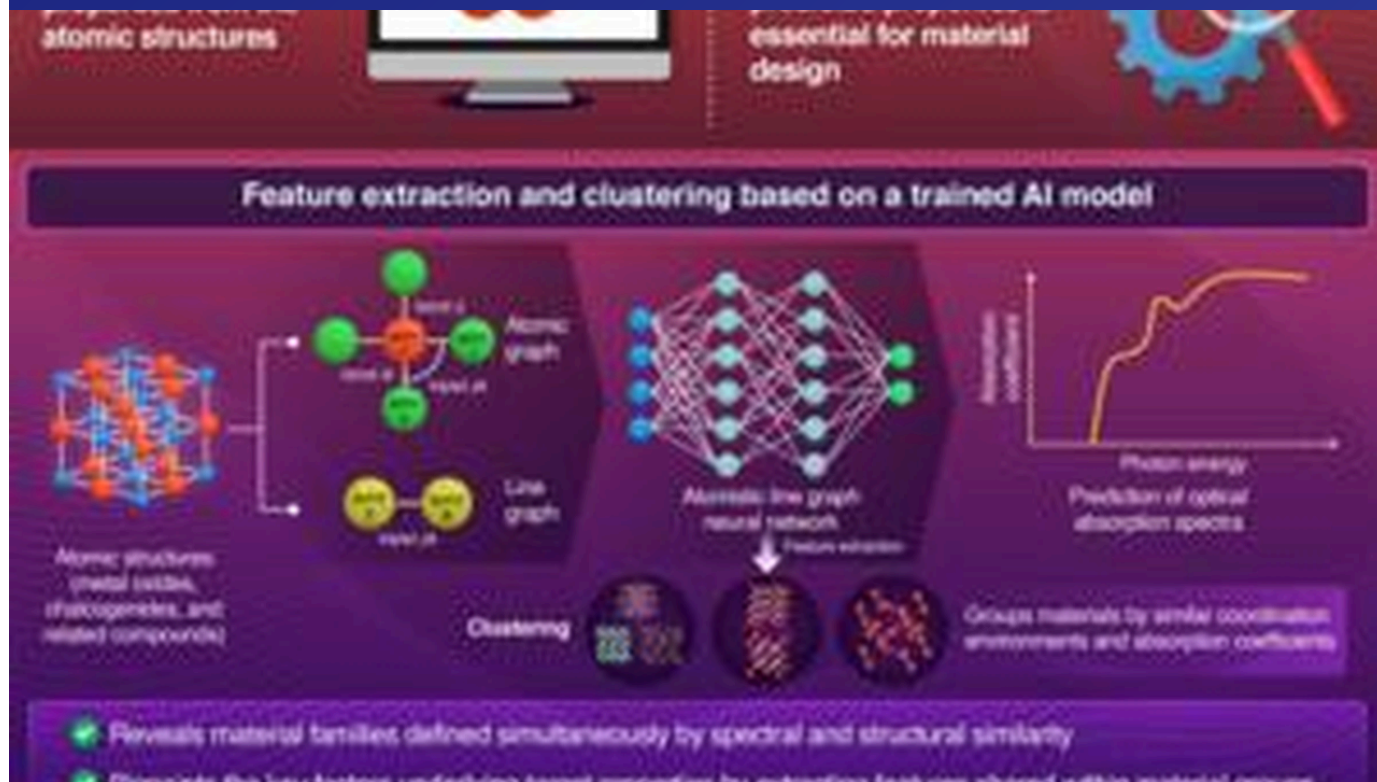 atomic structures
essential for material
design
Feature extraction and clustering based on a trained AI model
Atomic
graph
Line
graph
Absorption
coefficient
Photon energy
Prediction of optical
absorption spectra
Atomistic line graph
neural network
Feature extraction
Atomic structures
(metal oxides,
chalcogenides, and
related compounds)
Clustering
Groups materials by similar coordination
environments and absorption coefficients
Reveals material families defined simultaneously by spectral and structural similarity